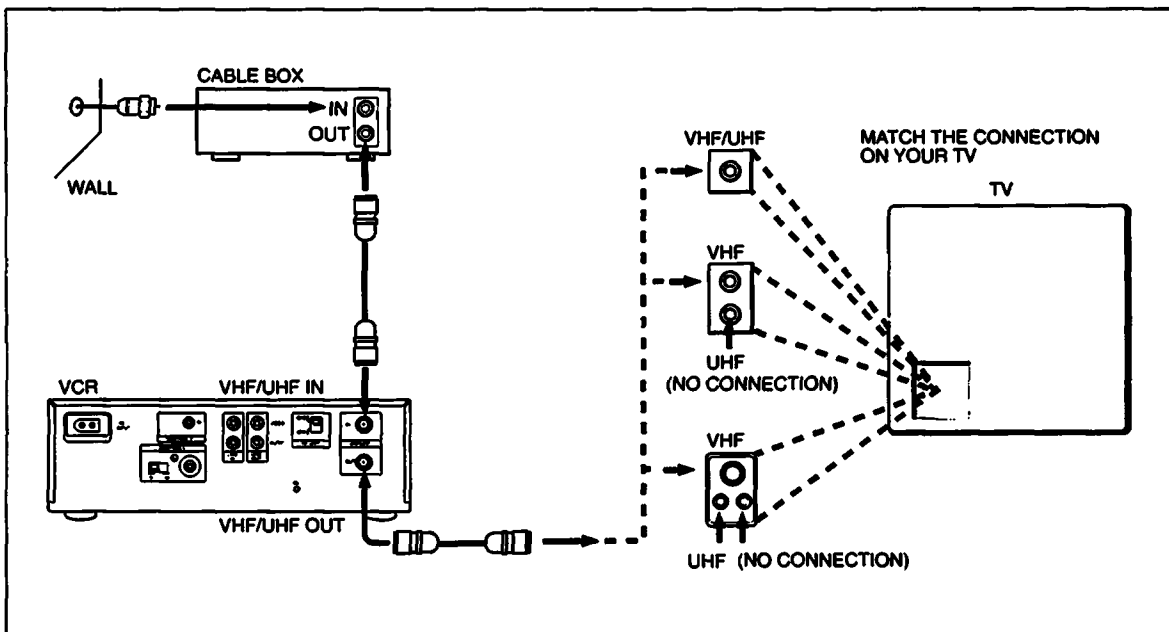 CABLE BOX
IN
OUT
WALL
VHF/UHF
MATCH THE CONNECTION
ON YOUR TV
TV
VHF
UHF
(NO CONNECTION)
VCR
VHF/UHF IN
VHF
VHF/UHF OUT
UHF (NO CONNECTION)